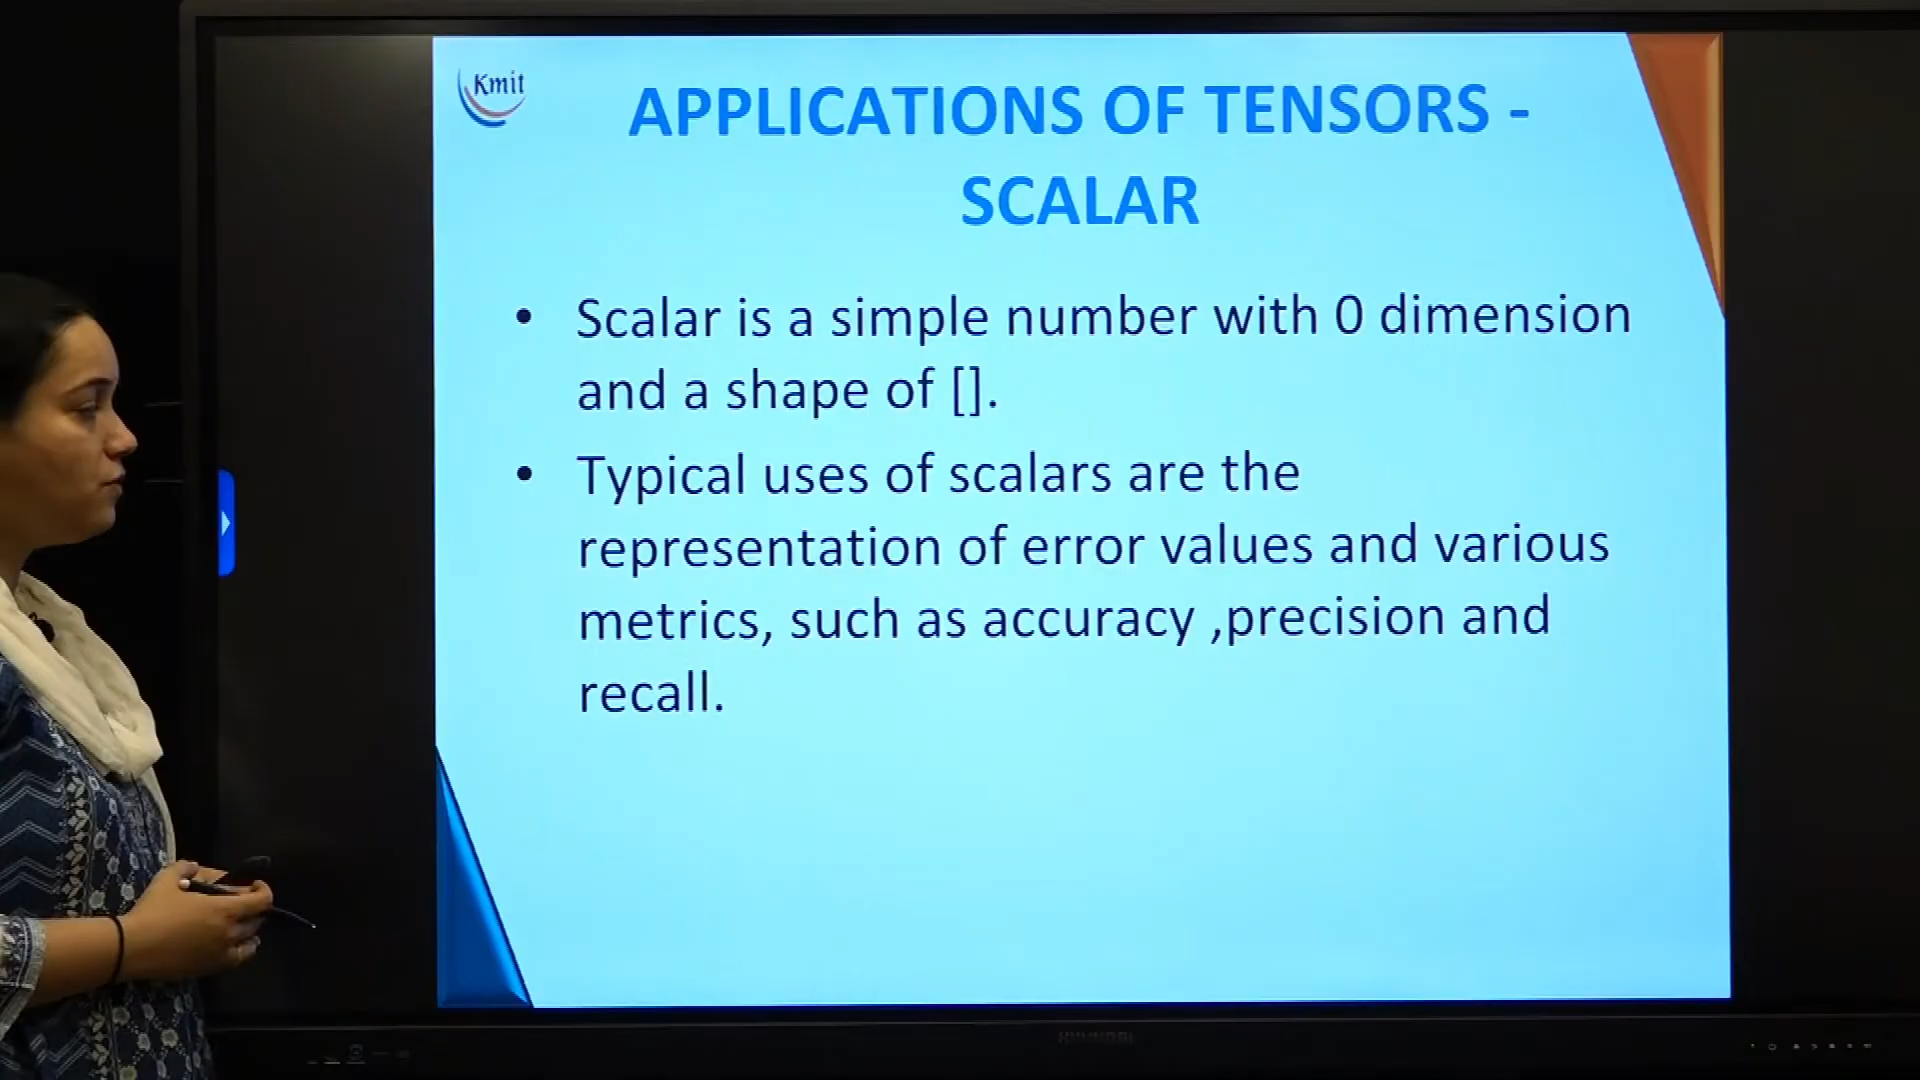 Kmit
APPLICATIONS OF TENSORS -
SCALAR
• Scalar is a simple number with 0 dimension
and a shape of [].
• Typical uses of scalars are the
representation of error values and various
metrics, such as accuracy ,precision and
recall.
HYUNDAI